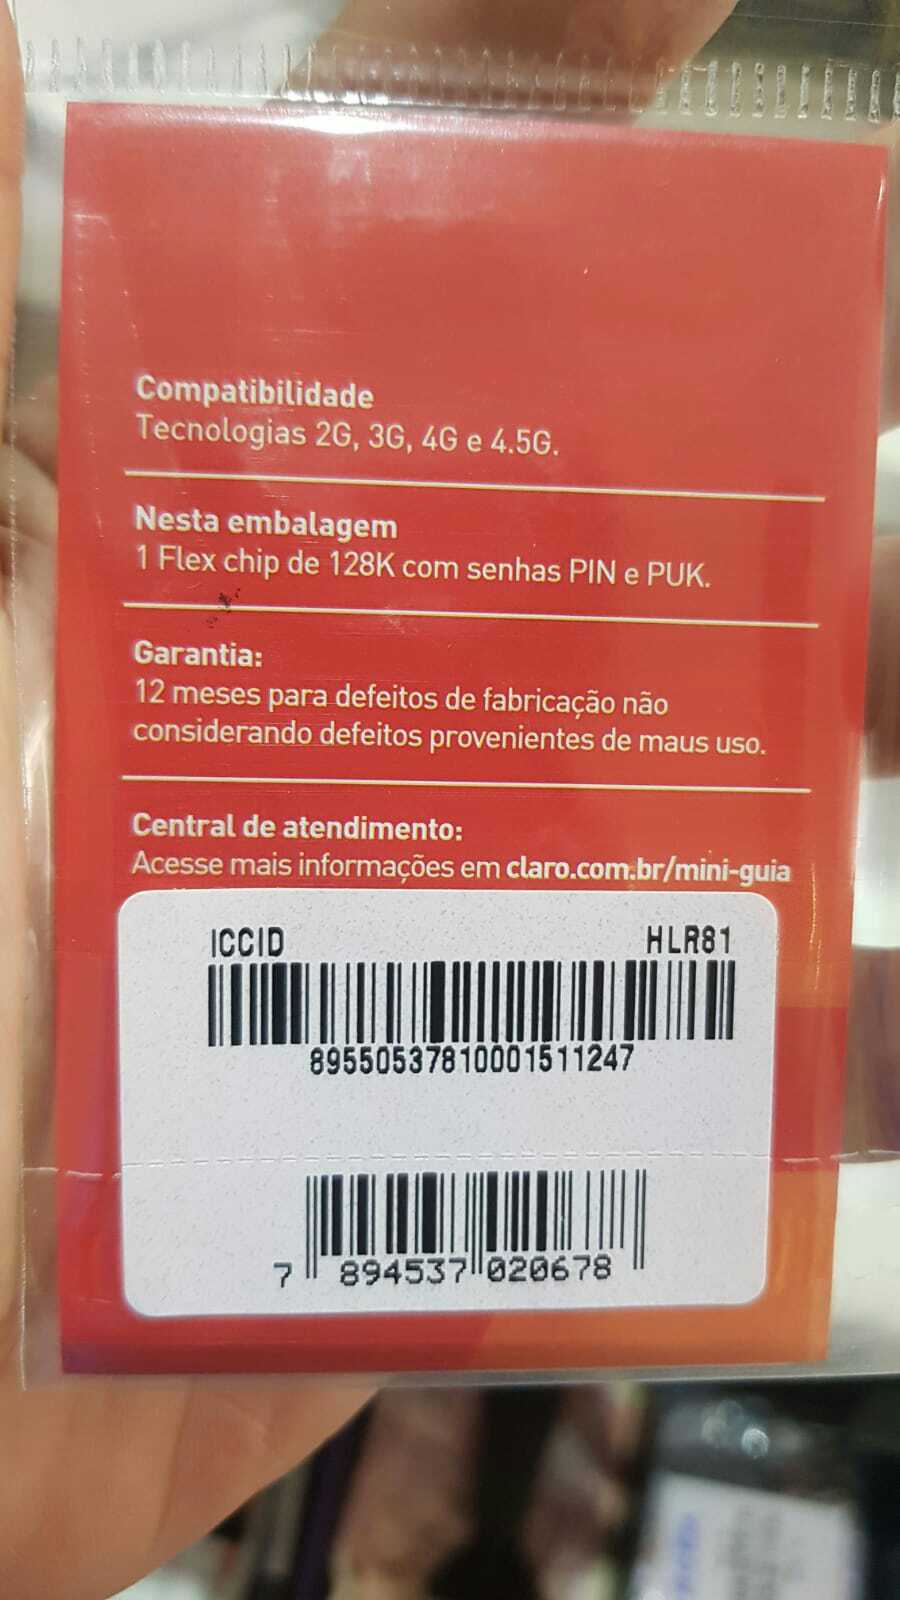 Compatibilidade
Tecnologias 2G, 3G, 4G e 4.5G.
Nesta embalagem
1 Flex chip de 128K com senhas PIN e PUK.
Garantia:
12 meses para defeitos de fabricação não
considerando defeitos provenientes de maus uso.
Central de atendimento:
Acesse mais informações em claro.com.br/mini-guia
ICCID HLR81
89550537810001511247
7 894537 020678